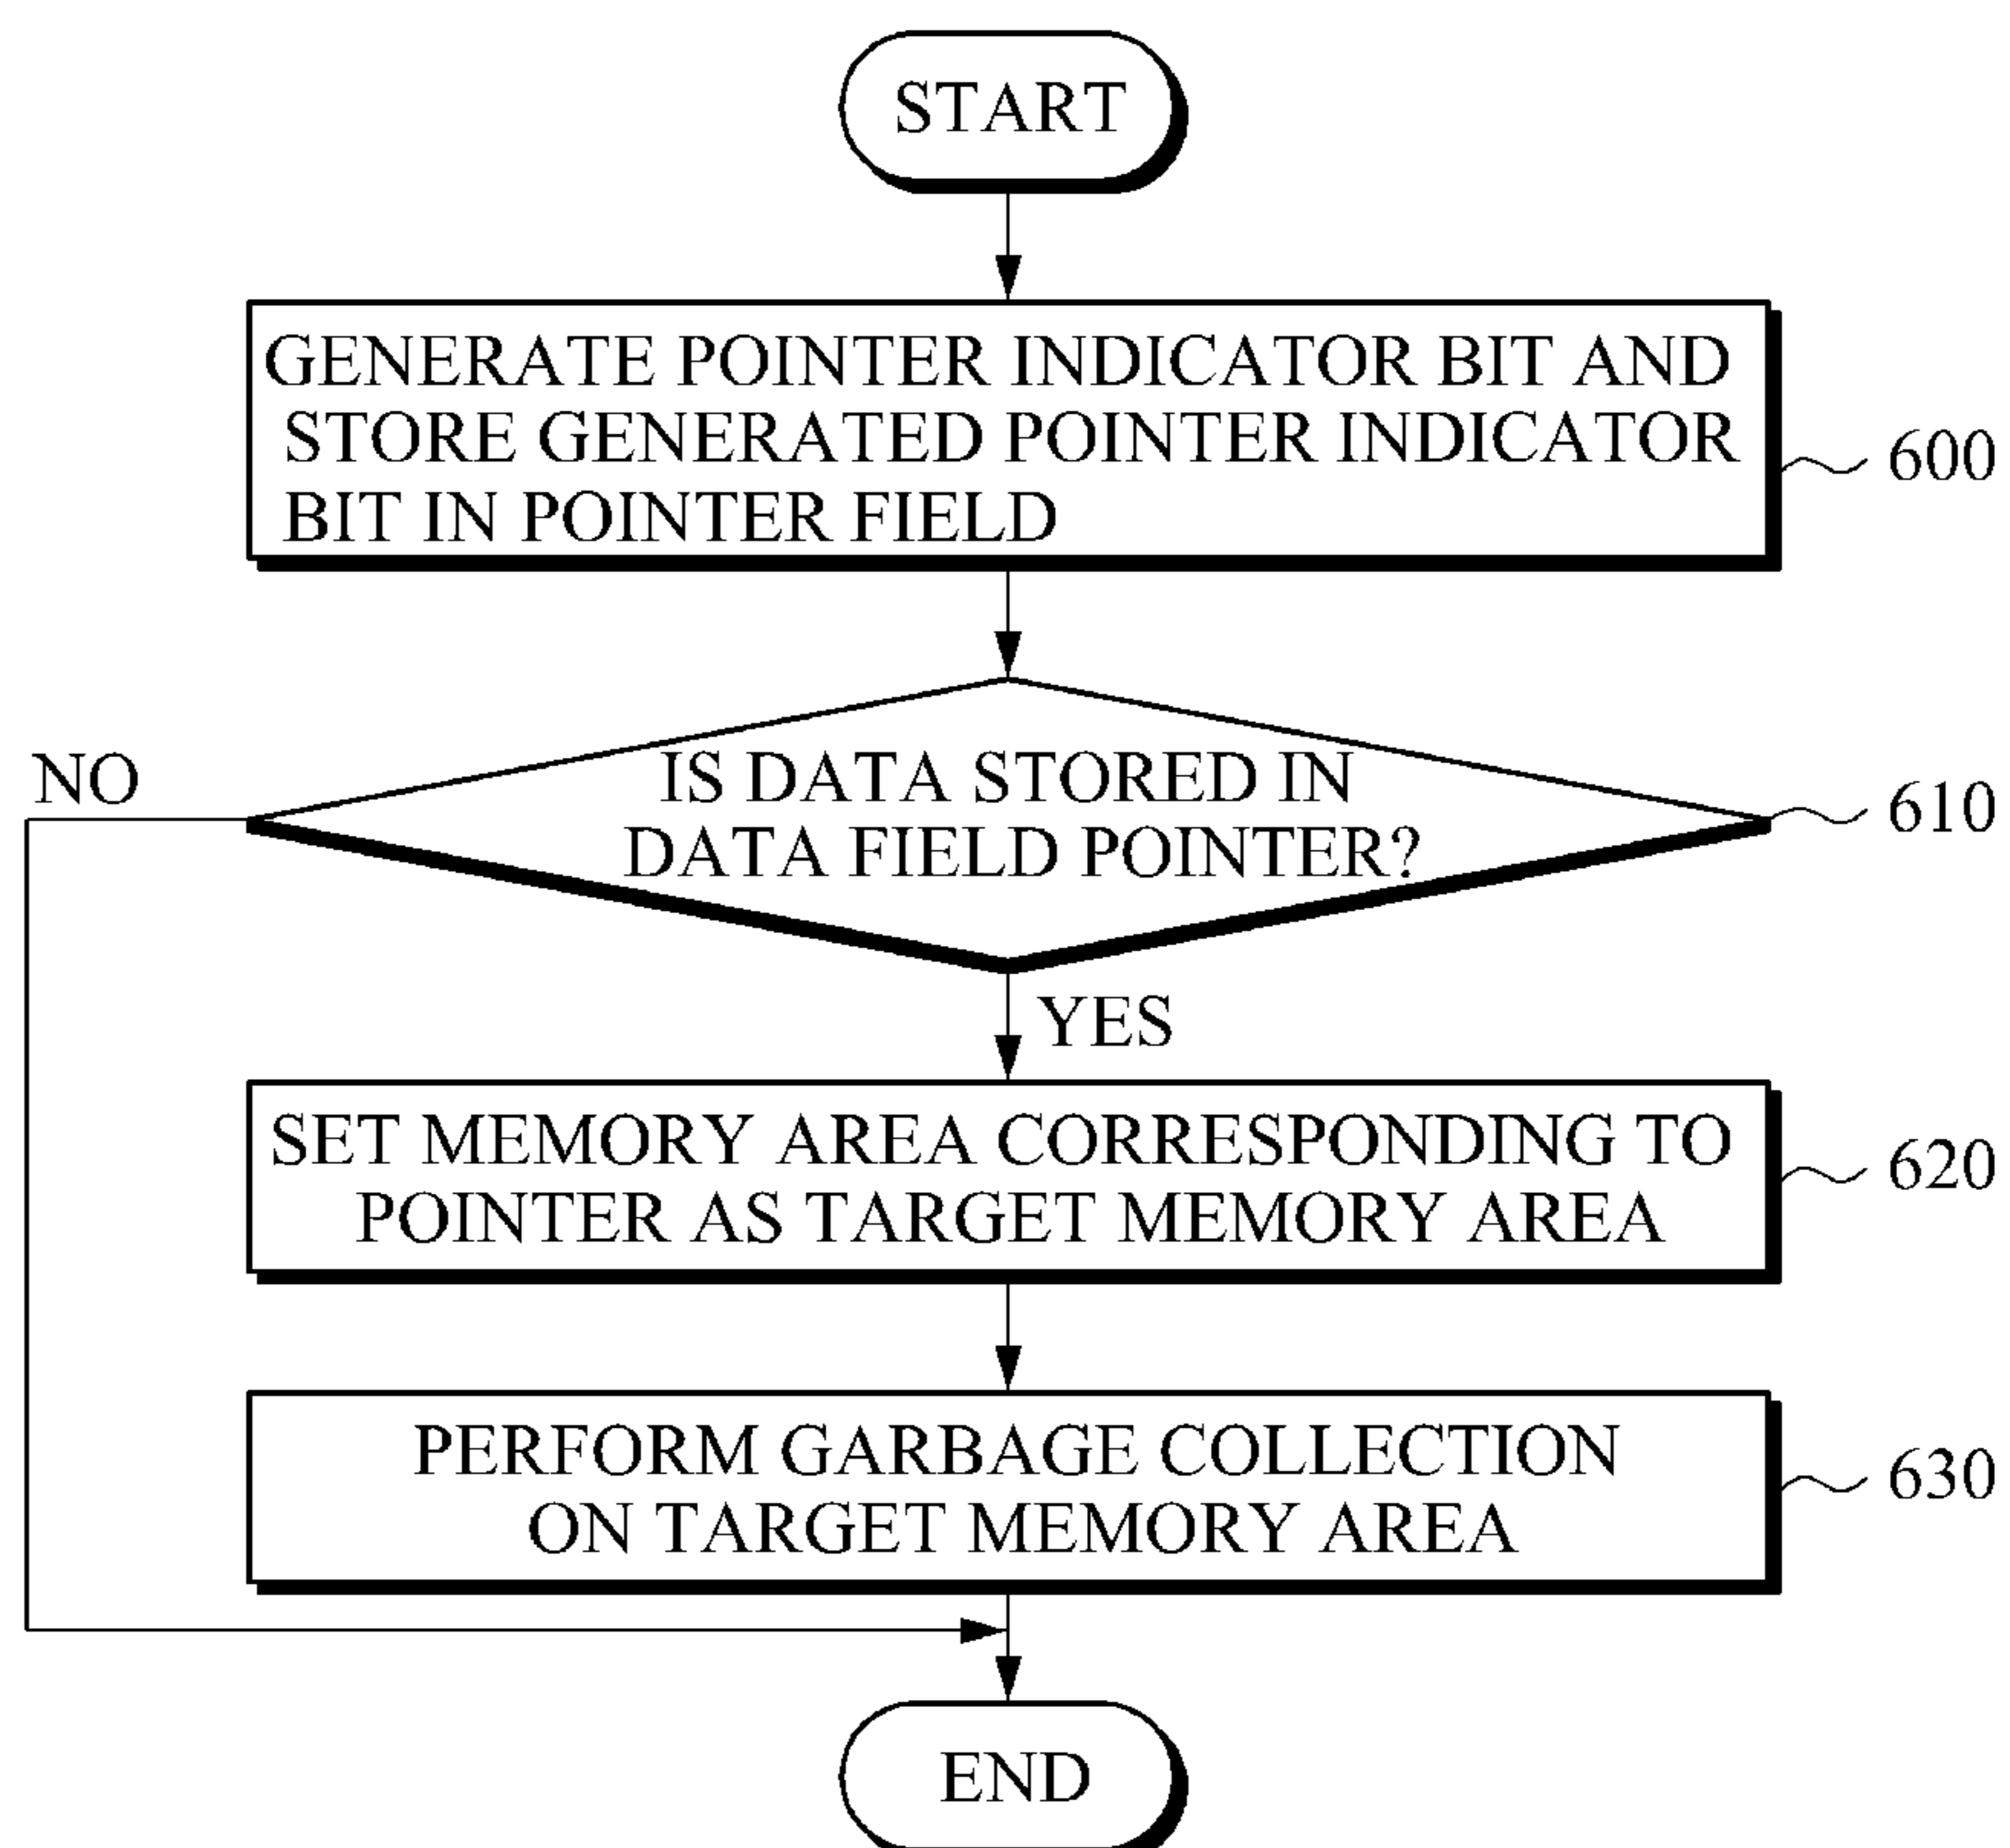 START
GENERATE POINTER INDICATOR BIT AND
STORE GENERATED POINTER INDICATOR
BIT IN POINTER FIELD
600
NO
IS DATA STORED IN
DATA FIELD POINTER?
610
YES
SET MEMORY AREA CORRESPONDING TO
POINTER AS TARGET MEMORY AREA
620
PERFORM GARBAGE COLLECTION
ON TARGET MEMORY AREA
630
END